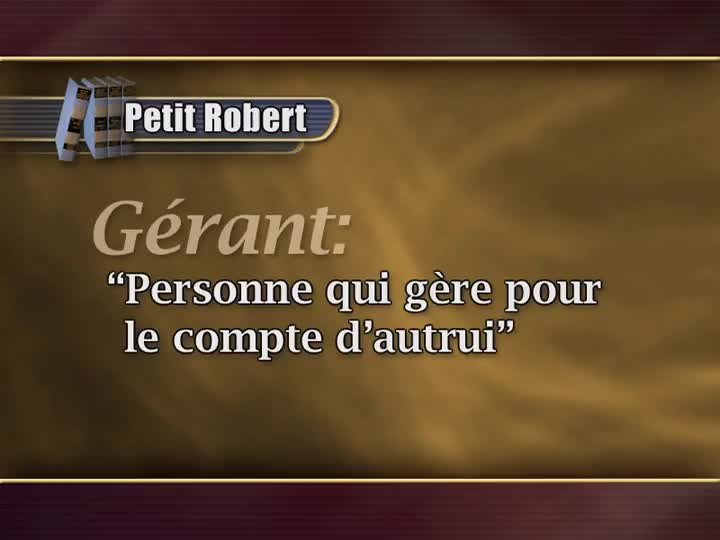 Petit Robert
Gérant:
“Personne qui gère pour
le compte d’autrui”